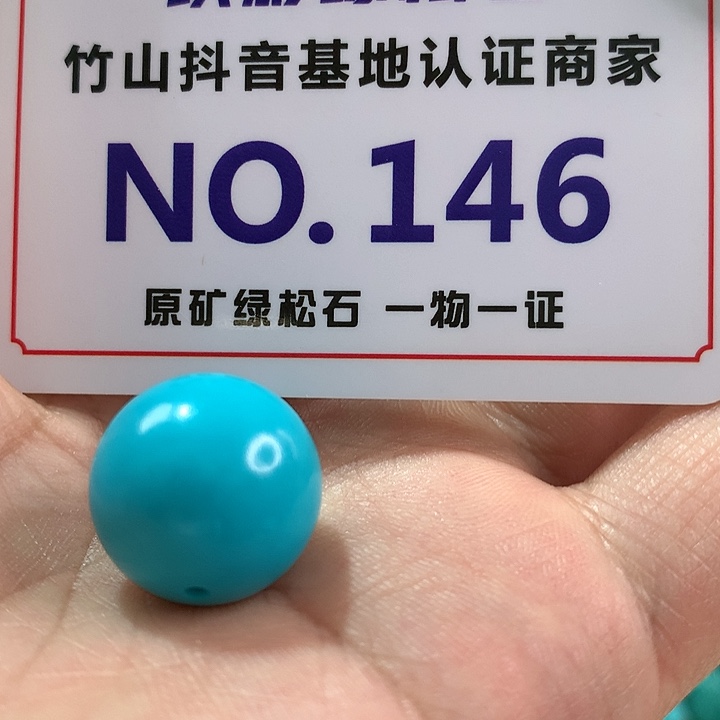 竹山抖音基地认证商家
NO.146
原矿绿松石 一物一证